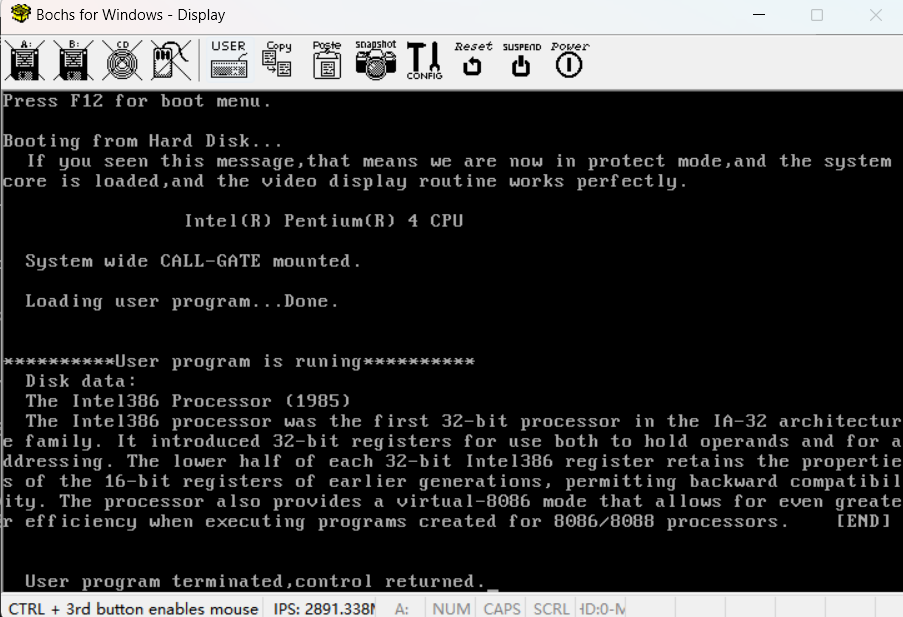 Bochs for Windows - Display
A: B: CD USER Copy Paste snapshot CONFIG Reset SUSPEND Power
Press F12 for boot menu.
Booting from Hard Disk...
If you seen this message,that means we are now in protect mode,and the system
core is loaded,and the video display routine works perfectly.
Intel(R) Pentium(R) 4 CPU
System wide CALL-GATE mounted.
Loading user program...Done.
**********User program is runing**********
Disk data:
The Intel386 Processor (1985)
The Intel386 processor was the first 32-bit processor in the IA-32 architectur
e family. It introduced 32-bit registers for use both to hold operands and for a
ddressing. The lower half of each 32-bit Intel386 register retains the propertie
s of the 16-bit registers of earlier generations, permitting backward compatibil
ity. The processor also provides a virtual-8086 mode that allows for even greate
r efficiency when executing programs created for 8086/8088 processors.    [END]
User program terminated,control returned._
CTRL + 3rd button enables mouse IPS: 2891.338 A: NUM CAPS SCRL HD:0-M